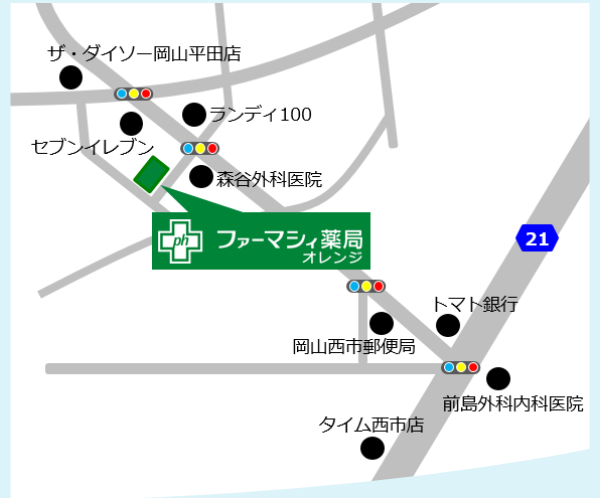 ザ・ダイソー岡山平田店
ランディ100
セブンイレブン
森谷外科医院
ph
ファーマシィ薬局
オレンジ
21
トマト銀行
岡山西市郵便局
前島外科内科医院
タイム西市店